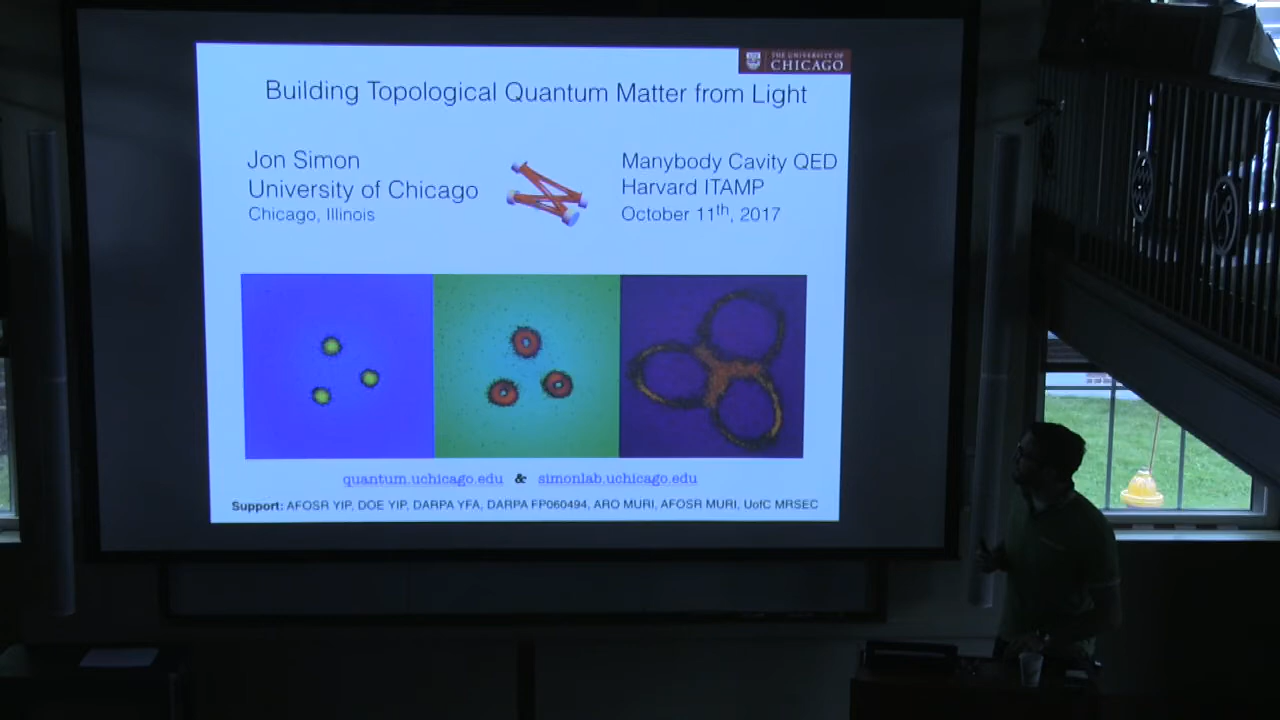 THE UNIVERSITY OF
CHICAGO
Building Topological Quantum Matter from Light
Jon Simon
University of Chicago
Chicago, Illinois
Manybody Cavity QED
Harvard ITAMP
October 11th, 2017
quantum.uchicago.edu & simonlab.uchicago.edu
Support: AFOSR YIP, DOE YIP, DARPA YFA, DARPA FP060494, ARO MURI, AFOSR MURI, UofC MRSEC